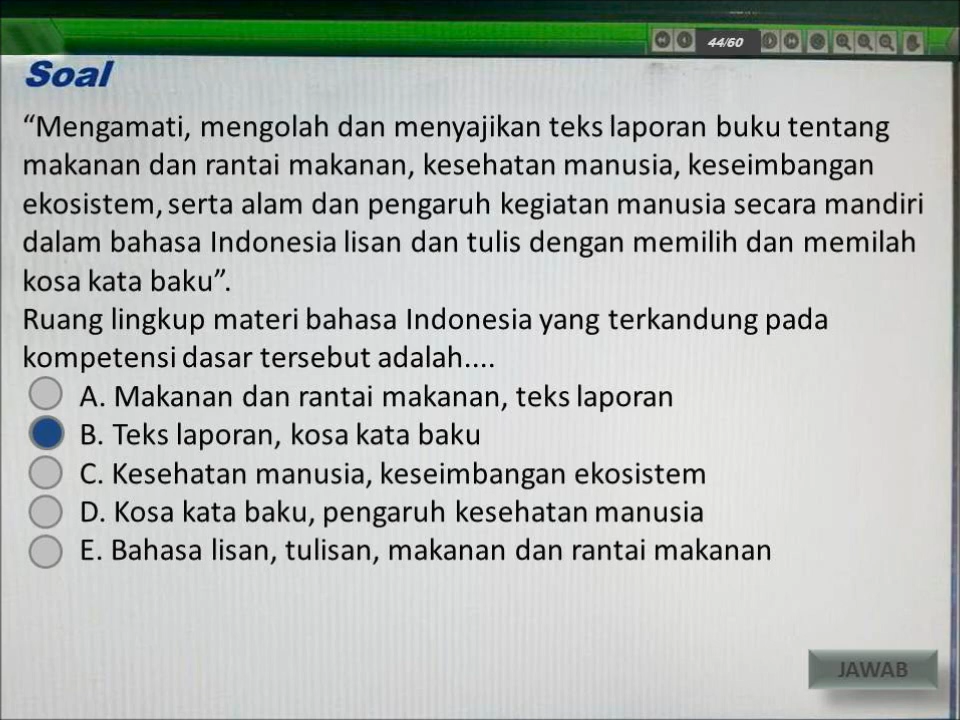 44/60
Soal
“Mengamati, mengolah dan menyajikan teks laporan buku tentang
makanan dan rantai makanan, kesehatan manusia, keseimbangan
ekosistem, serta alam dan pengaruh kegiatan manusia secara mandiri
dalam bahasa Indonesia lisan dan tulis dengan memilih dan memilah
kosa kata baku”.
Ruang lingkup materi bahasa Indonesia yang terkandung pada
kompetensi dasar tersebut adalah....
A. Makanan dan rantai makanan, teks laporan
B. Teks laporan, kosa kata baku
C. Kesehatan manusia, keseimbangan ekosistem
D. Kosa kata baku, pengaruh kesehatan manusia
E. Bahasa lisan, tulisan, makanan dan rantai makanan
JAWAB